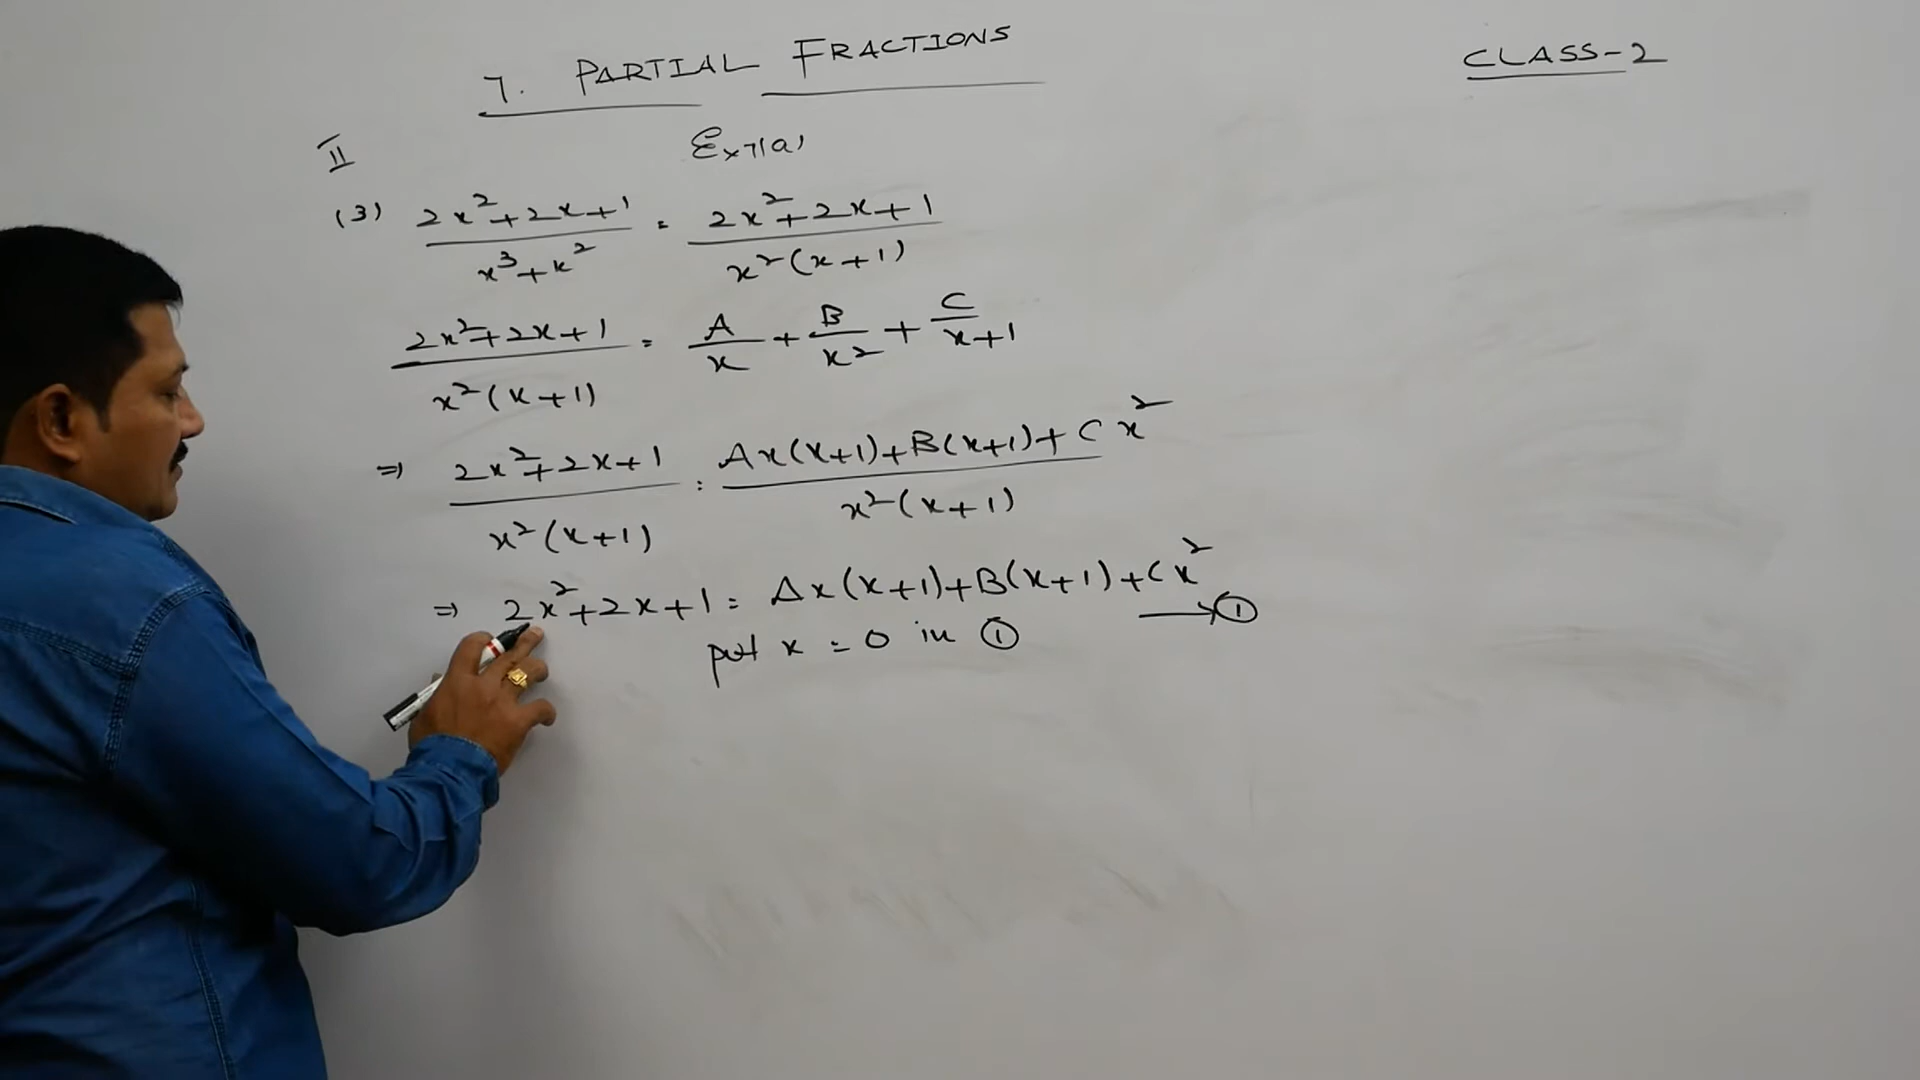 7. PARTIAL FRACTIONS
CLASS-2
Ex7(a)
II
(3) 2x²+2x+1 / x³+x² = 2x²+2x+1 / x²(x+1)
2x²+2x+1 / x²(x+1) = A/x + B/x2 + C/x+1
⇒ 2x²+2x+1 / x²(x+1) = Ax(x+1)+B(x+1)+Cx² / x²(x+1)
⇒ 2x²+2x+1 = Ax(x+1)+B(x+1)+Cx² → ①
put x = 0 in ①